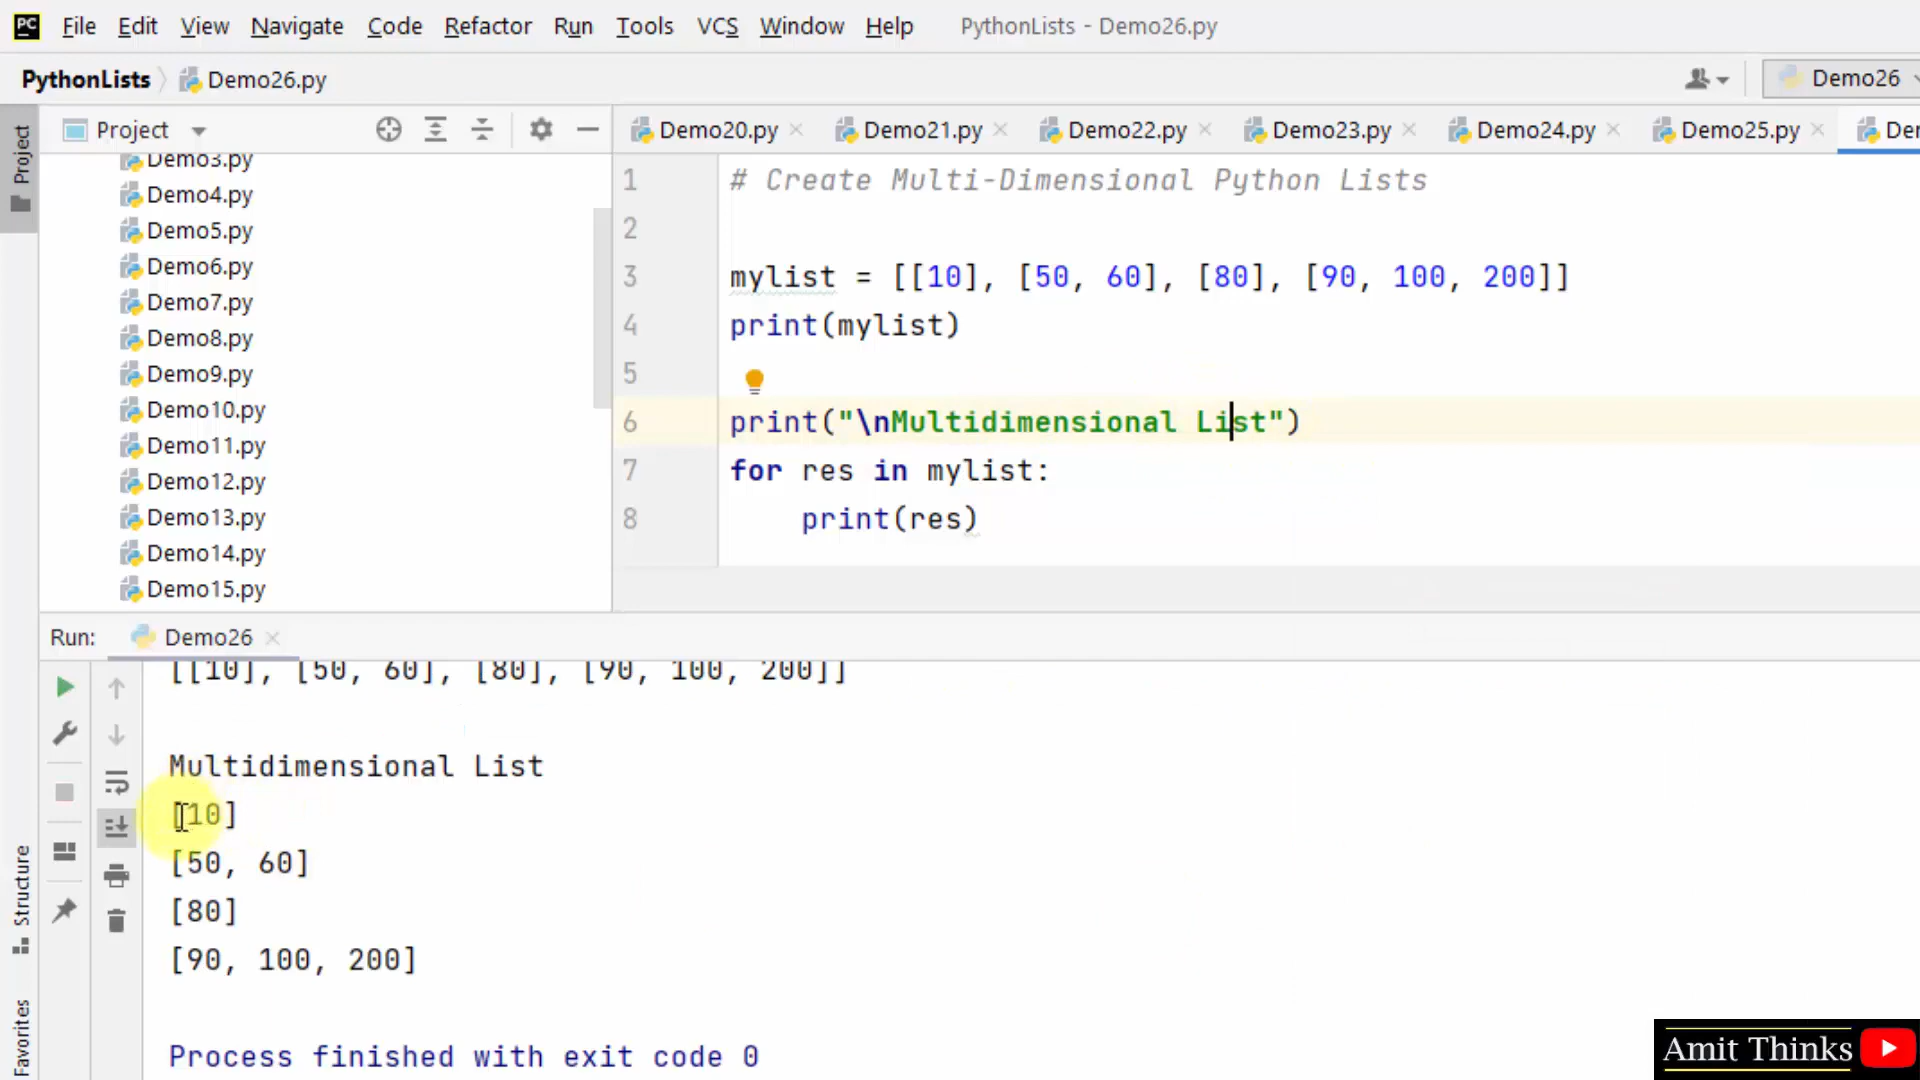 PC File Edit View Navigate Code Refactor Run Tools VCS Window Help PythonLists - Demo26.py
PythonLists Demo26.py Demo26
Project Project Demo20.py Demo21.py Demo22.py Demo23.py Demo24.py Demo25.py Der
Demo3.py
Demo4.py
Demo5.py
Demo6.py
Demo7.py
Demo8.py
Demo9.py
Demo10.py
Demo11.py
Demo12.py
Demo13.py
Demo14.py
Demo15.py
1 # Create Multi-Dimensional Python Lists
2
3 mylist = [[10], [50, 60], [80], [90, 100, 200]]
4 print(mylist)
5
6 print("\nMultidimensional List")
7 for res in mylist:
8 print(res)
Run: Demo26
[[10], [50, 60], [80], [90, 100, 200]]
Multidimensional List
[10]
[50, 60]
[80]
[90, 100, 200]
Process finished with exit code 0
Structure
Favorites
Amit Thinks